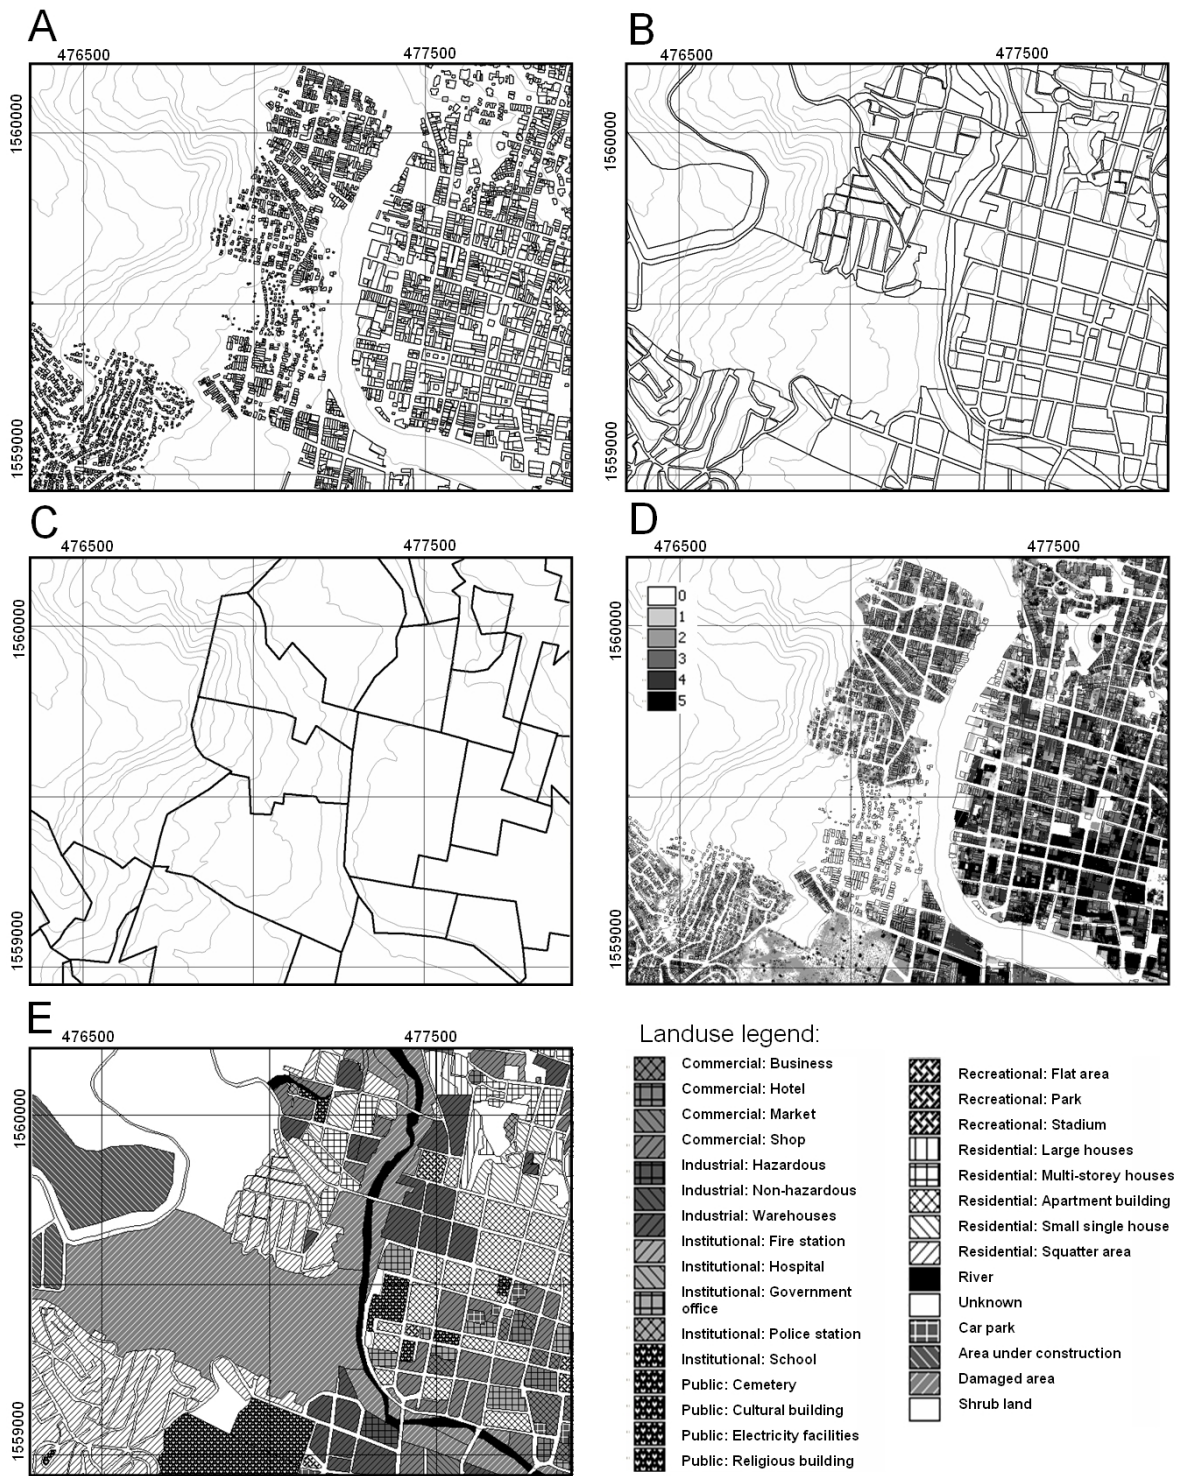 A
476500
477500
1560000
1559000
B
476500
477500
1560000
1559000
C
476500
477500
1560000
1559000
D
476500
477500
1560000
1559000
0
1
2
3
4
5
E
476500
477500
1560000
1559000
Landuse legend:
Commercial: Business
Commercial: Hotel
Commercial: Market
Commercial: Shop
Industrial: Hazardous
Industrial: Non-hazardous
Industrial: Warehouses
Institutional: Fire station
Institutional: Hospital
Institutional: Government
office
Institutional: Police station
Institutional: School
Public: Cemetery
Public: Cultural building
Public: Electricity facilities
Public: Religious building
Recreational: Flat area
Recreational: Park
Recreational: Stadium
Residential: Large houses
Residential: Multi-storey houses
Residential: Apartment building
Residential: Small single house
Residential: Squatter area
River
Unknown
Car park
Area under construction
Damaged area
Shrub land